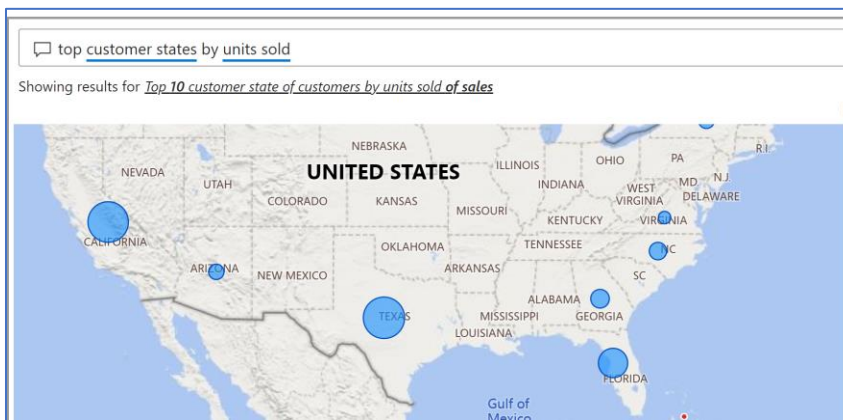 top customer states by units sold
Showing results for Top 10 customer state of customers by units sold of sales
NEBRASKA
UNITED STATES
ILLINOIS
OHIO
PA
R.I.
NEVADA
UTAH
COLORADO
KANSAS
MISSOURI
INDIANA
WEST
VIRGINIA
MD
N.J
DELAWARE
KENTUCKY
VIRGINIA
CALIFORNIA
OKLAHOMA
TENNESSEE
NC
ARIZONA
NEW MEXICO
ARKANSAS
SC
TEXAS
MISSISSIPPI
ALABAMA
GEORGIA
LOUISIANA
FLORIDA
Gulf of
Mexico